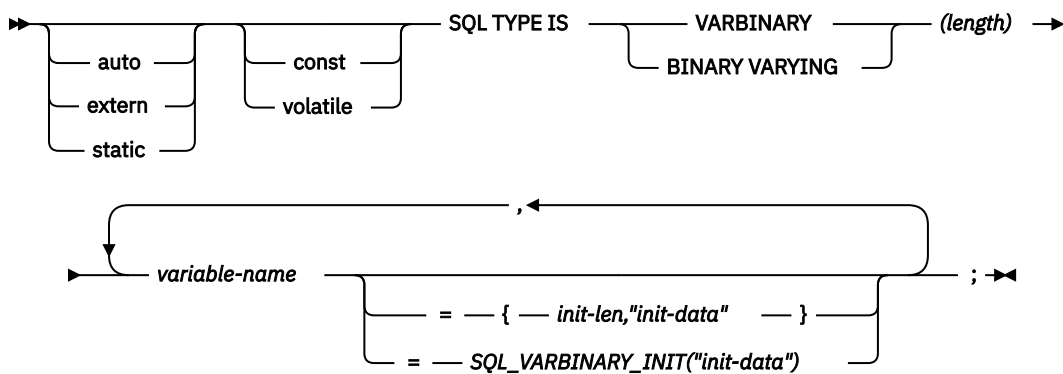 SQL TYPE IS VARBINARY (length)
auto const BINARY VARYING
extern volatile
static
,
variable-name ;
= { init-len,"init-data" }
= SQL_VARBINARY_INIT("init-data")